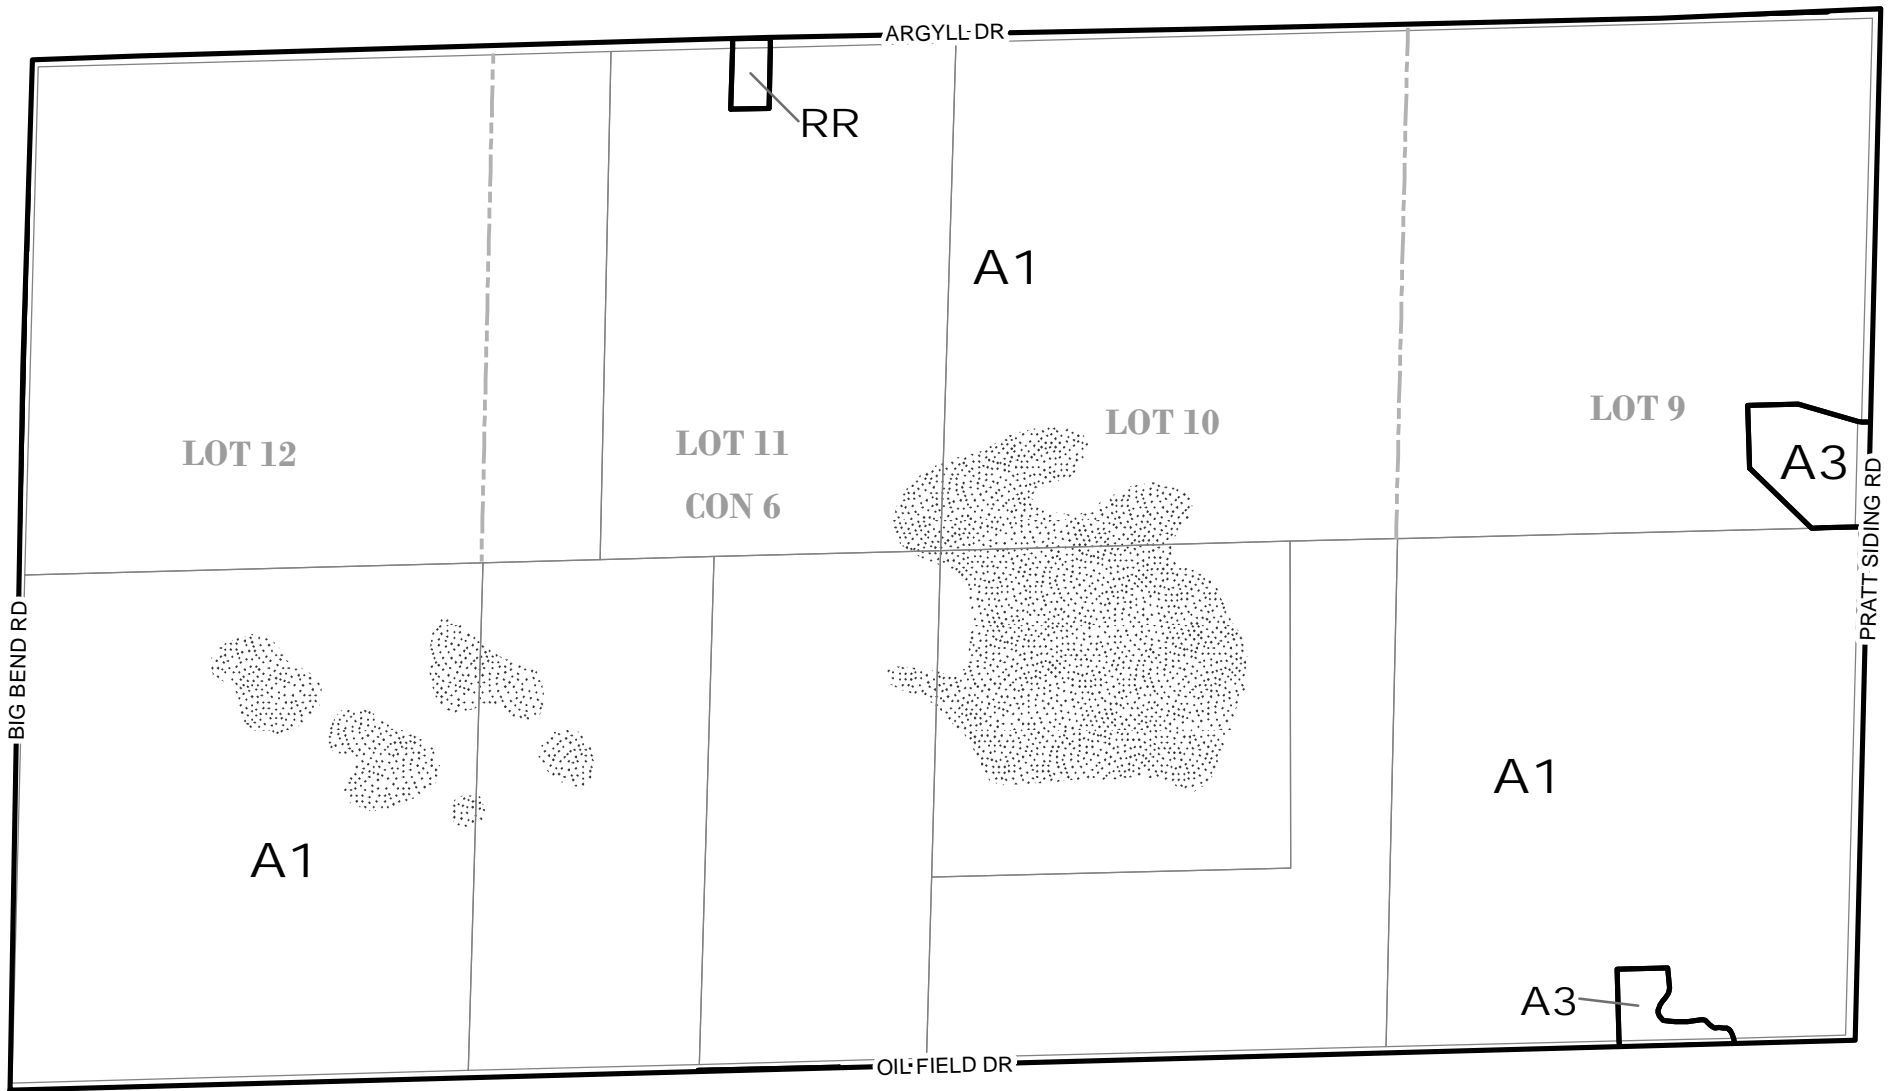 ARGYLL DR
RR
A1
LOT 12
LOT 11
CON 6
LOT 10
LOT 9
A3
BIG BEND RD
PRATT SIDING RD
A1
A1
A3
OIL FIELD DR